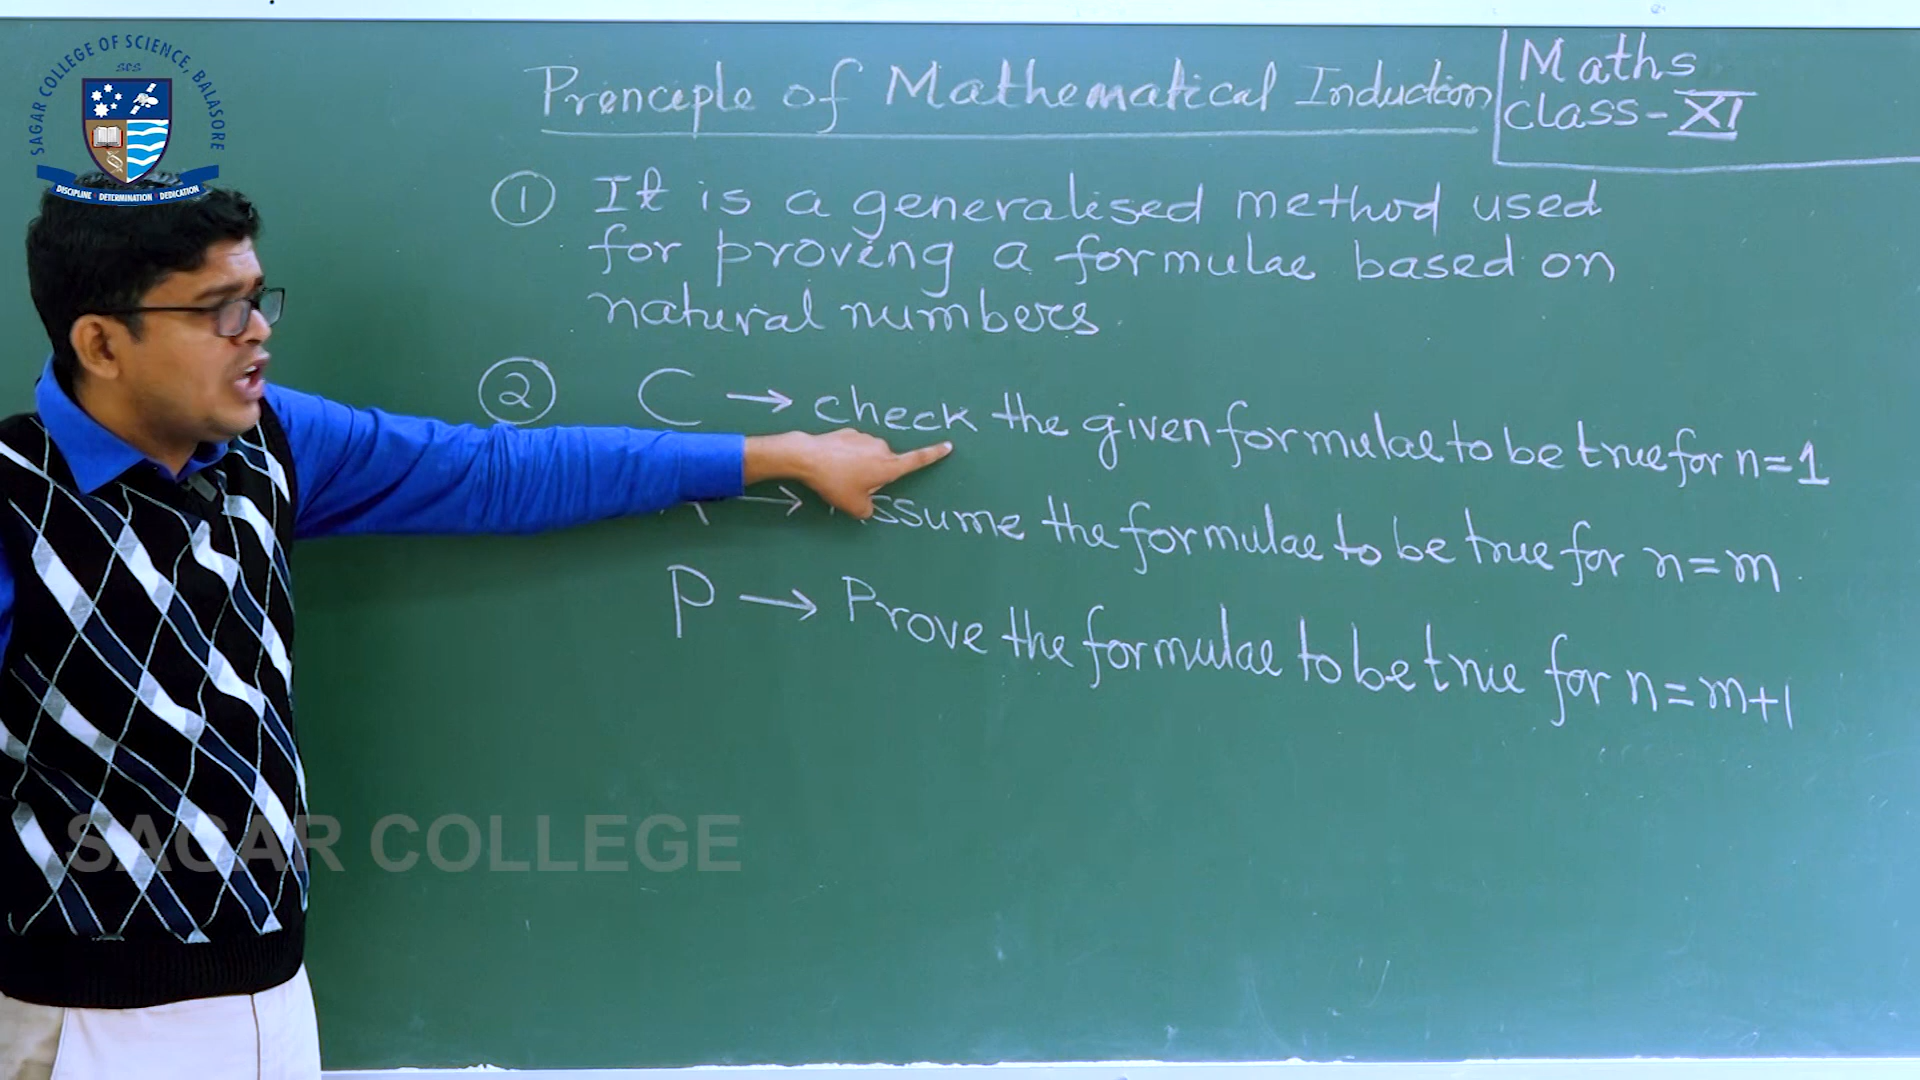 SAGAR COLLEGE OF SCIENCE, BALASORE
SCS
DISCIPLINE DETERMINATION DEDICATION
Maths
class-XI
Prenceple of Mathematical Induction
1 It is a generalised method used
for proving a formulae based on
natural numbers.
2 C → check the given formulae to be true for n=1
A → Assume the formulae to be true for n=m.
P → Prove the formulae to be true for n=m+1
SAGAR COLLEGE